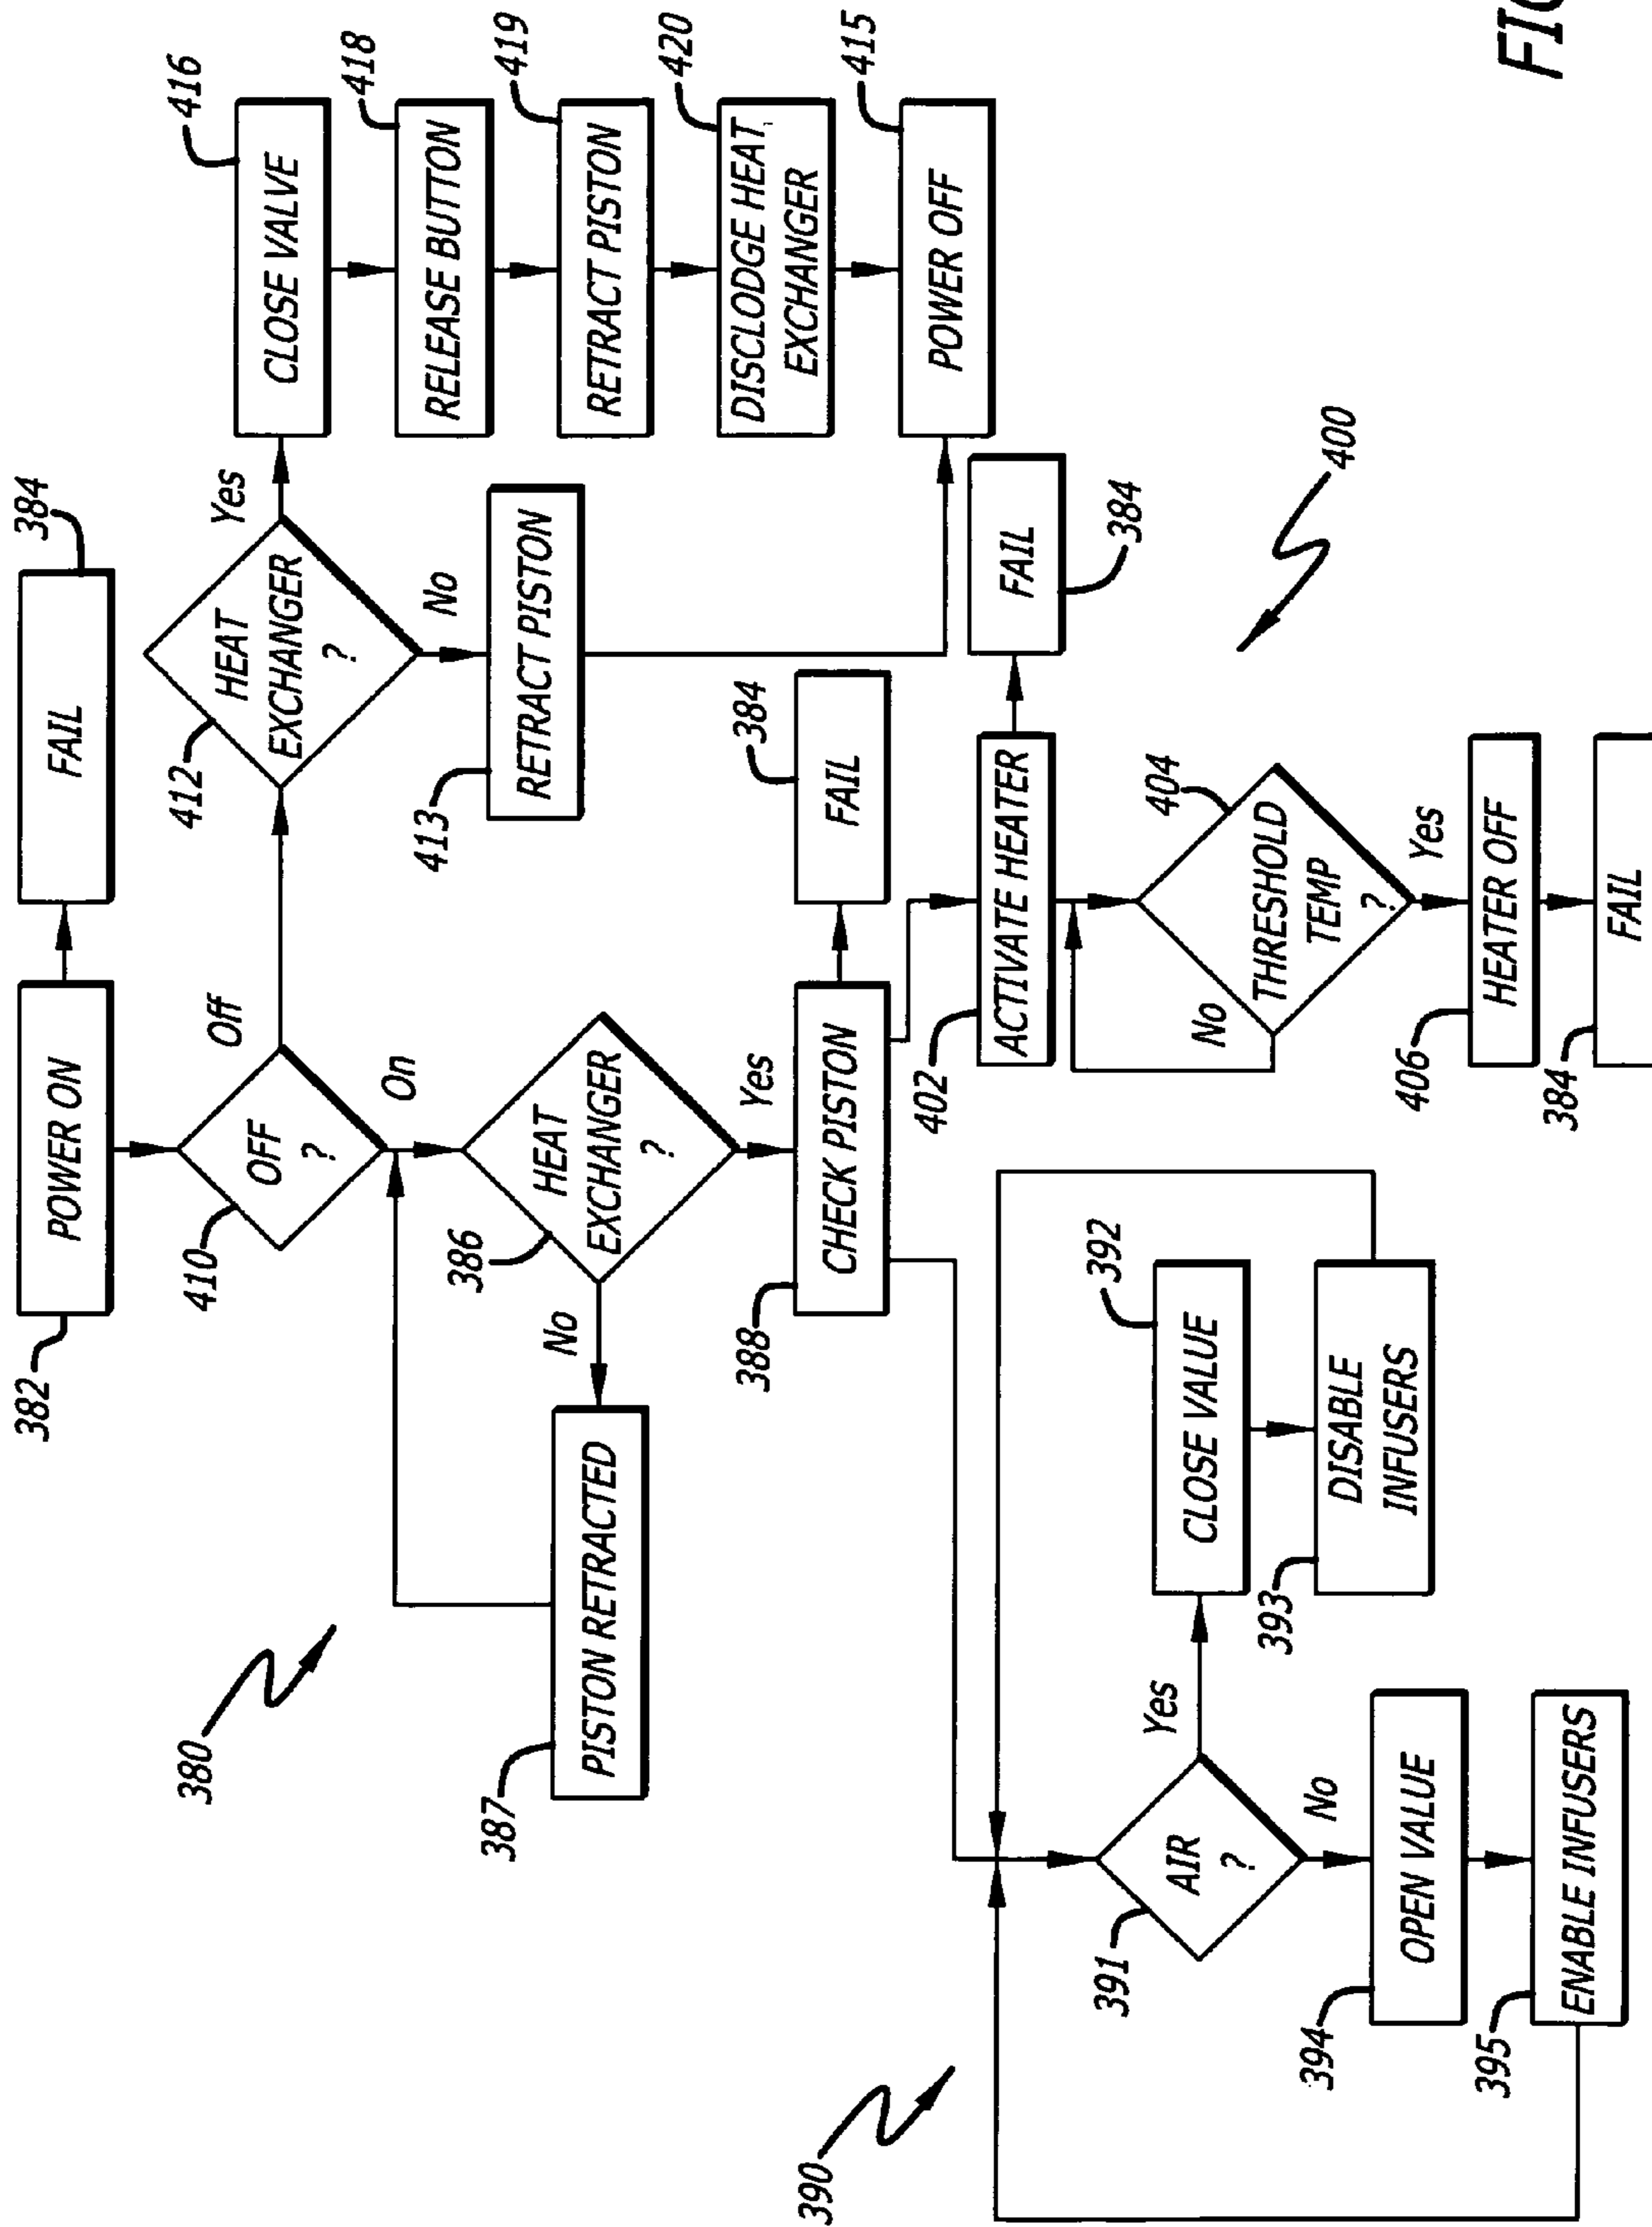 380
382
POWER ON
FAIL
384
410
OFF
?
Off
On
412
HEAT
EXCHANGER
?
Yes
No
CLOSE VALVE
416
RELEASE BUTTON
418
RETRACT PISTON
419
DISCLODGE HEAT
EXCHANGER
420
POWER OFF
415
413
RETRACT PISTON
386
HEAT
EXCHANGER
?
No
Yes
387
PISTON RETRACTED
388
CHECK PISTON
FAIL
384
390
391
AIR
?
Yes
No
392
CLOSE VALUE
393
DISABLE
INFUSERS
394
OPEN VALUE
395
ENABLE INFUSERS
400
402
ACTIVATE HEATER
FAIL
384
404
THRESHOLD
TEMP
?
No
Yes
406
HEATER OFF
384
FAIL